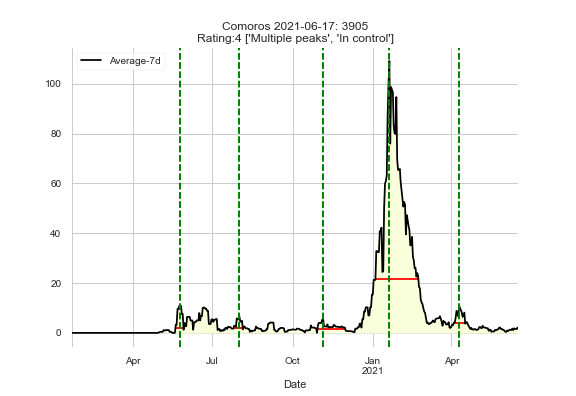 Comoros 2021-06-17: 3905
Rating:4 ['Multiple peaks', 'In control']
Average-7d
100
80
60
40
20
0
Apr
Jul
Oct
Jan
2021
Apr
Date